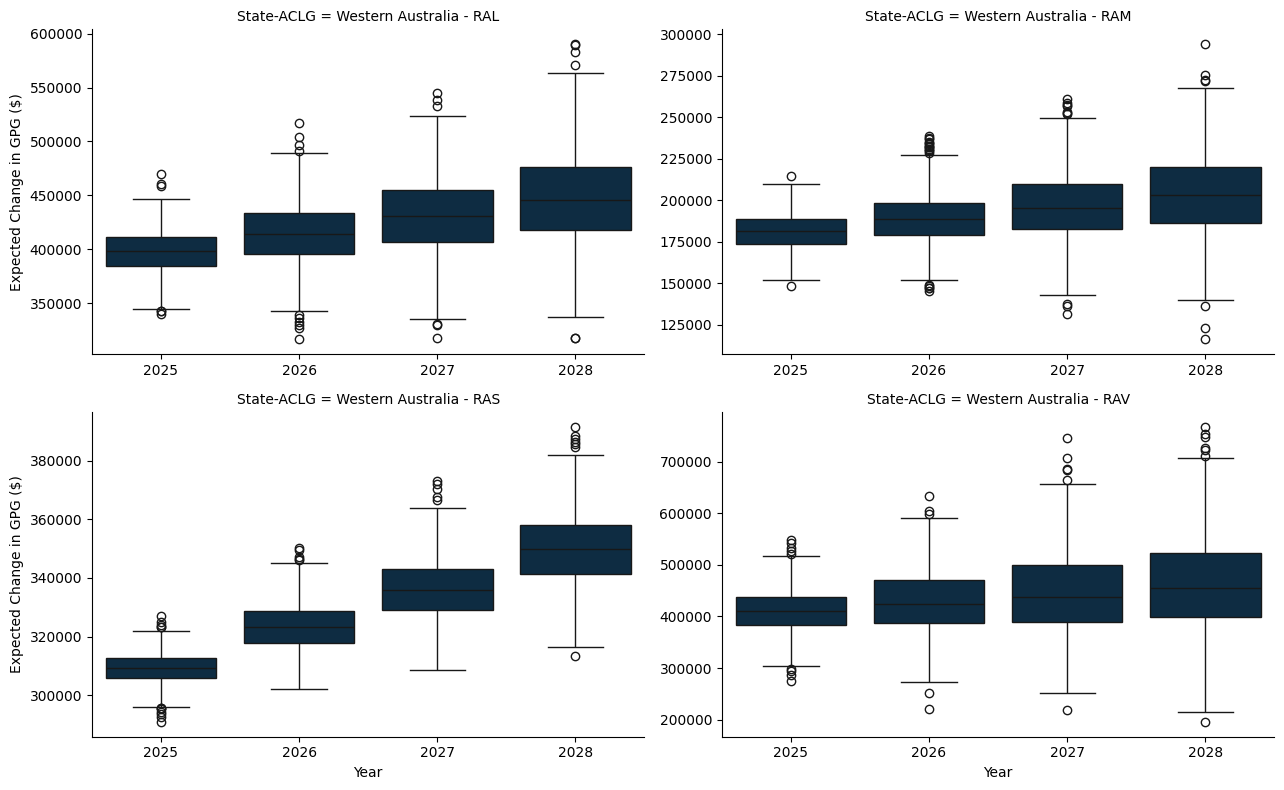 State-ACLG = Western Australia - RAL
Expected Change in GPG ($)
600000
550000
500000
450000
400000
350000
2025 2026 2027 2028
State-ACLG = Western Australia - RAM
300000
275000
250000
225000
200000
175000
150000
125000
2025 2026 2027 2028
State-ACLG = Western Australia - RAS
Expected Change in GPG ($)
380000
360000
340000
320000
300000
2025 2026 2027 2028
Year
State-ACLG = Western Australia - RAV
700000
600000
500000
400000
300000
200000
2025 2026 2027 2028
Year